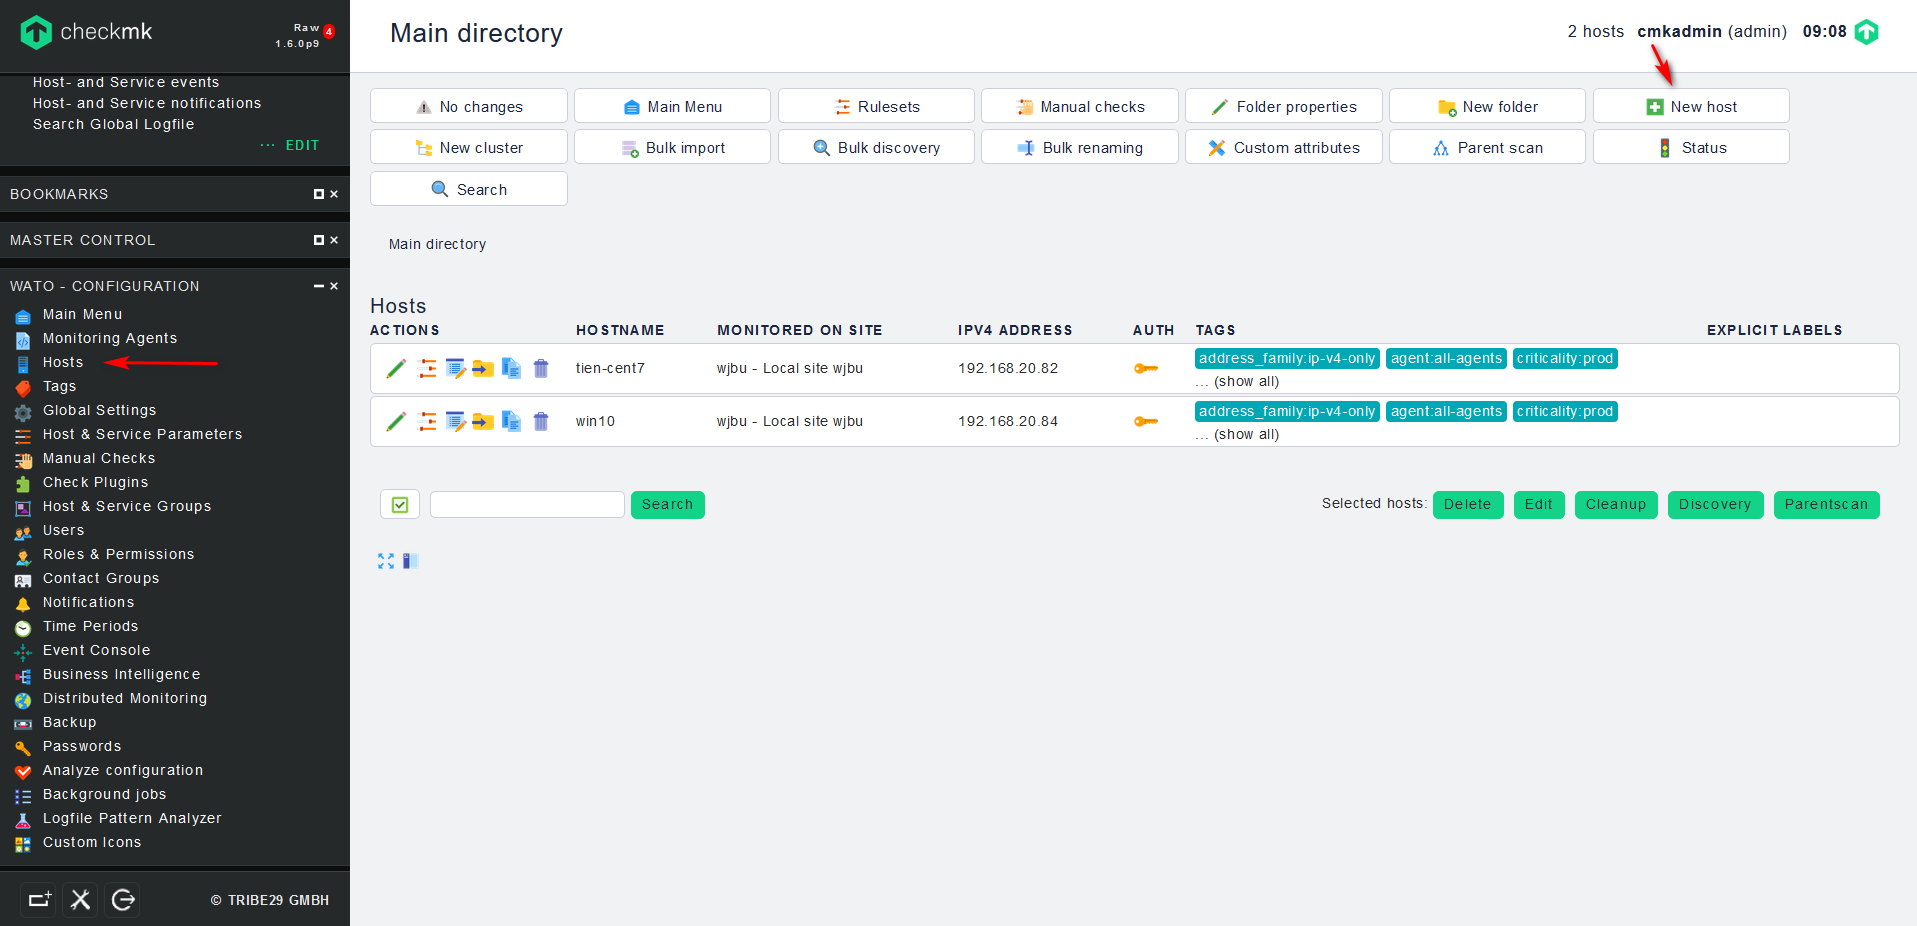 checkmk
Raw 4
1.6.0p9
Host- and Service events
Host- and Service notifications
Search Global Logfile
··· EDIT
BOOKMARKS
MASTER CONTROL
WATO - CONFIGURATION
Main Menu
Monitoring Agents
Hosts
Tags
Global Settings
Host & Service Parameters
Manual Checks
Check Plugins
Host & Service Groups
Users
Roles & Permissions
Contact Groups
Notifications
Time Periods
Event Console
Business Intelligence
Distributed Monitoring
Backup
Passwords
Analyze configuration
Background jobs
Logfile Pattern Analyzer
Custom Icons
© TRIBE29 GMBH
Main directory
2 hosts cmkadmin (admin) 09:08
No changes Main Menu Rulesets Manual checks Folder properties New folder New host
New cluster Bulk import Bulk discovery Bulk renaming Custom attributes Parent scan Status
Search
Main directory
Hosts
ACTIONS HOSTNAME MONITORED ON SITE IPV4 ADDRESS AUTH TAGS EXPLICIT LABELS
tien-cent7 wjbu - Local site wjbu 192.168.20.82 address_family:ip-v4-only agent:all-agents criticality:prod
... (show all)
win10 wjbu - Local site wjbu 192.168.20.84 address_family:ip-v4-only agent:all-agents criticality:prod
... (show all)
Search Selected hosts: Delete Edit Cleanup Discovery Parentscan